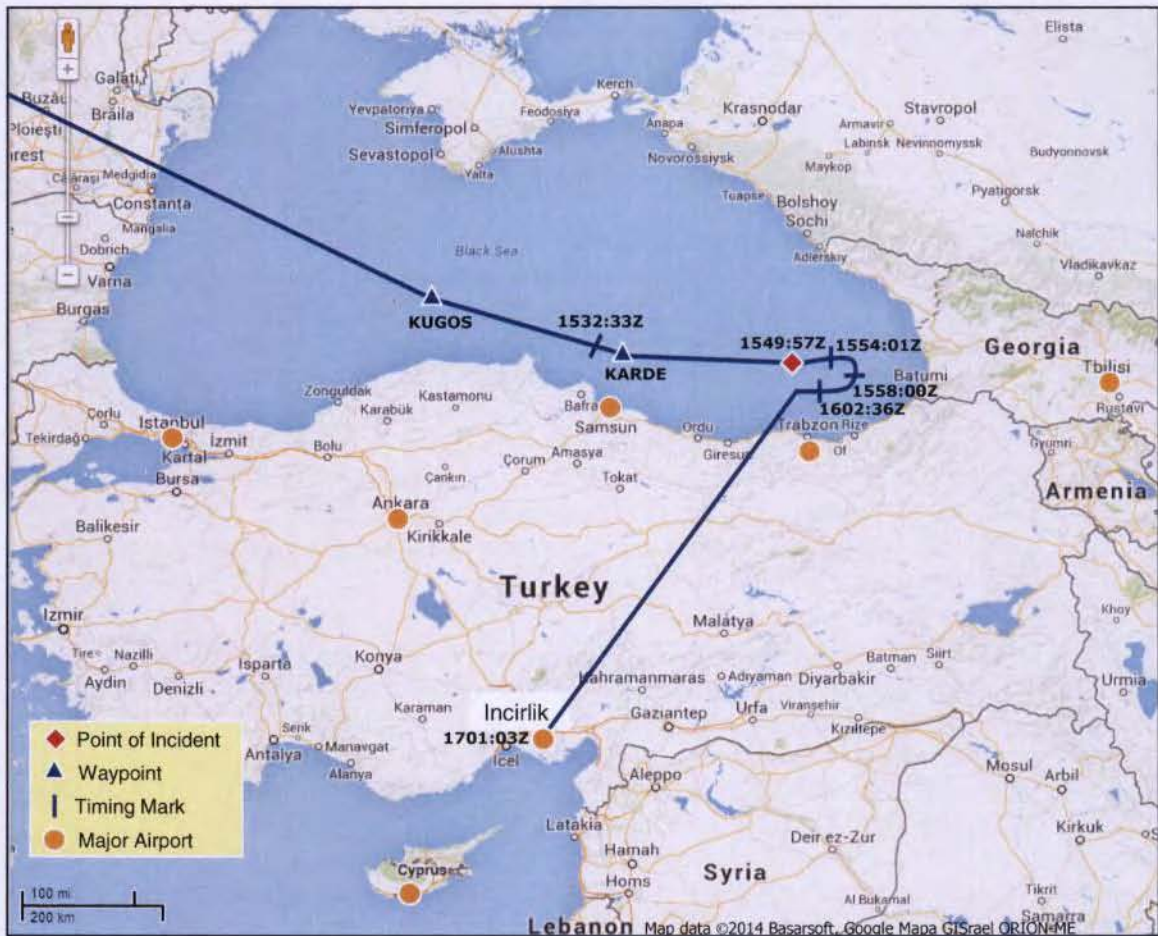 Elista
Galați
Buzău
Brăila
Ploiești
Kerch
Yevpatoriya
Feodosiya
Simferopol
Krasnodar
Stavropol
Anapa
Armavir
Sevastopol
Alushta
Yalta
Novorossiysk
Labinsk
Nevinnomyssk
Budyonnovsk
Maykop
Medgidia
Constanța
Mangalia
Tuapse
Pyatigorsk
Bolshoy
Sochi
Adlerskiy
Nalchik
Dobrich
Varna
Black Sea
Vladikavkaz
Burgas
KUGOS
1532:33Z
KARDE
1549:57Z
1554:01Z
1558:00Z
1602:36Z
Georgia
Batumi
Tbilisi
Rustavi
Zonguldak
Kastamonu
Karabük
Bafra
Samsun
Ordu
Giresun
Trabzon
Rize
Of
Gyumri
Çorlu
Tekirdağ
Istanbul
Kartal
İzmit
Bolu
Çankırı
Çorum
Amasya
Tokat
Bursa
Armenia
Balikesir
Ankara
Kirikkale
Turkey
Izmir
Tire
Aydin
Nazilli
Denizli
Isparta
Konya
Karaman
Malatya
Adıyaman
Diyarbakir
Batman
Siirt
Khoy
Urmia
Kahramanmaras
Gaziantep
Urfa
Viranşehir
Kızıltepe
Incirlik
1701:03Z
Icel
Antalya
Serik
Manavgat
Alanya
Point of Incident
Waypoint
Timing Mark
Major Airport
Aleppo
Mosul
Arbil
Kirkuk
Latakia
Deir ez-Zur
Hamah
Homs
Syria
Cyprus
Al Bukamal
Tikrit
Samarra
100 mi
200 km
Lebanon
Map data ©2014 Basarsoft, Google Mapa GISrael ORION-ME